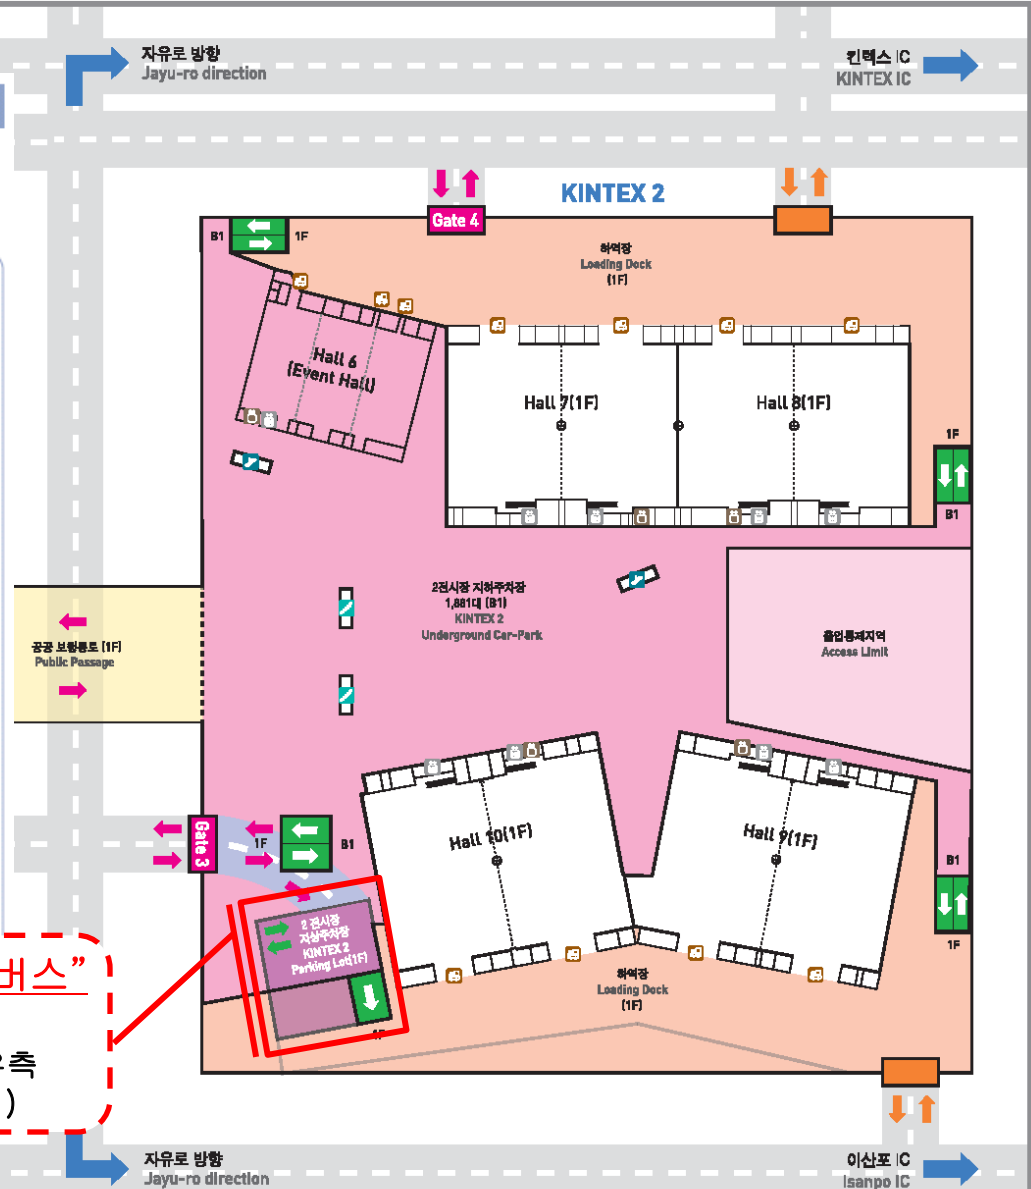 자유로 방향
Jayu-ro direction
킨텍스 IC
KINTEX IC
KINTEX 2
Gate 4
B1
1F
하역장
Loading Dock
(1F)
Hall 6
(Event Hall)
Hall 7(1F)
Hall 8(1F)
1F
B1
2전시장 지하주차장
1,881대 (B1)
KINTEX 2
Underground Car-Park
출입통제지역
Access Limit
공공 보행통로 (1F)
Public Passage
Gate 3
1F
B1
Hall 10(1F)
Hall 9(1F)
B1
1F
2 전시장
지상주차장
KINTEX 2
Parking Lot(1F)
1F
하역장
Loading Dock
(1F)
버스”
측
)
자유로 방향
Jayu-ro direction
이산포 IC
Isanpo IC